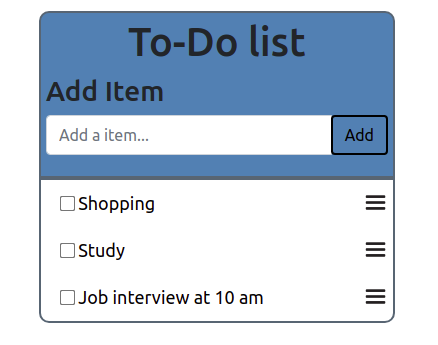 To-Do list
Add Item
Add a item... Add
Shopping
Study
Job interview at 10 am